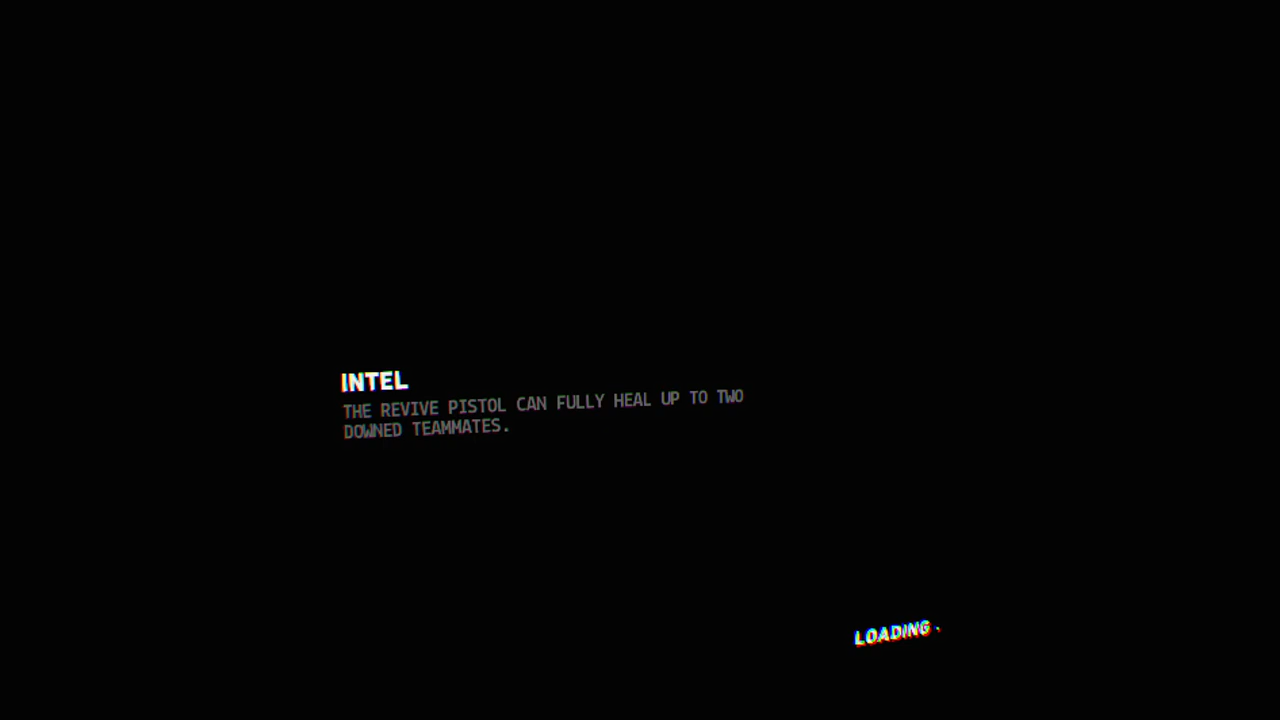 INTEL
THE REVIVE PISTOL CAN FULLY HEAL UP TO TWO
DOWNED TEAMMATES.
LOADING .